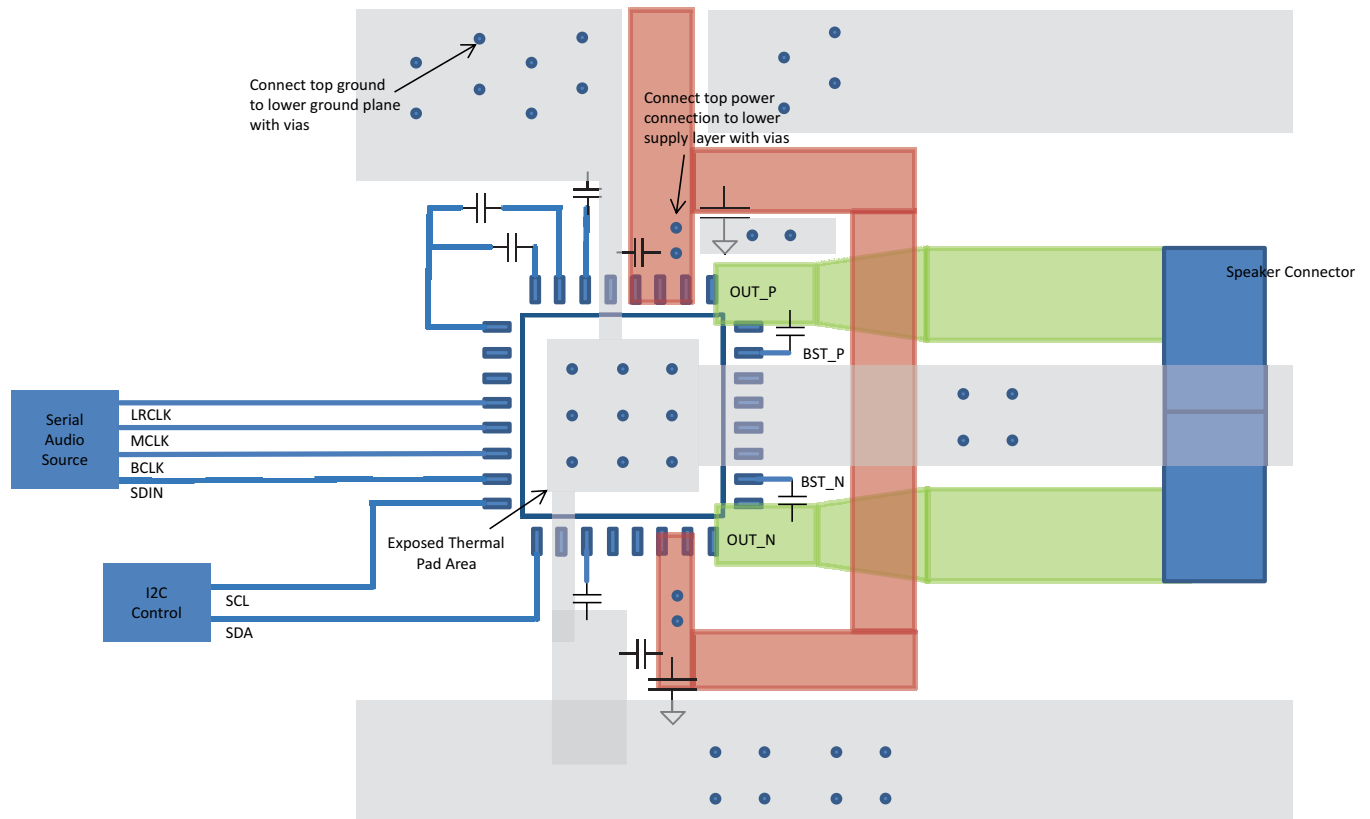 Connect top ground
to lower ground plane
with vias
Connect top power
connection to lower
supply layer with vias
OUT_P
Speaker Connector
BST_P
Serial
Audio
Source
LRCLK
MCLK
BCLK
SDIN
BST_N
OUT_N
Exposed Thermal
Pad Area
I2C
Control
SCL
SDA